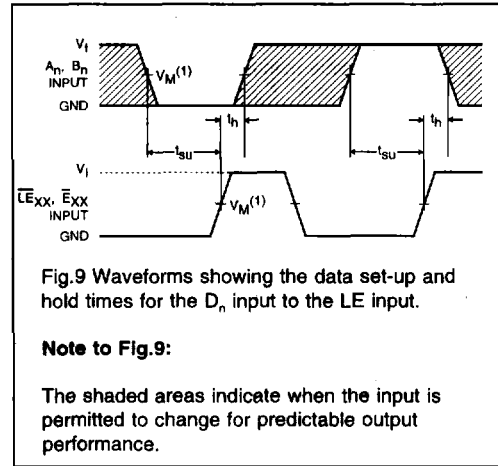 VI
An, Bn
INPUT
VM(1)
GND
th
th
tsu
tsu
VI
LEXX, EXX
INPUT
VM(1)
GND
Fig.9 Waveforms showing the data set-up and
hold times for the Dn input to the LE input.
Note to Fig.9:
The shaded areas indicate when the input is
permitted to change for predictable output
performance.